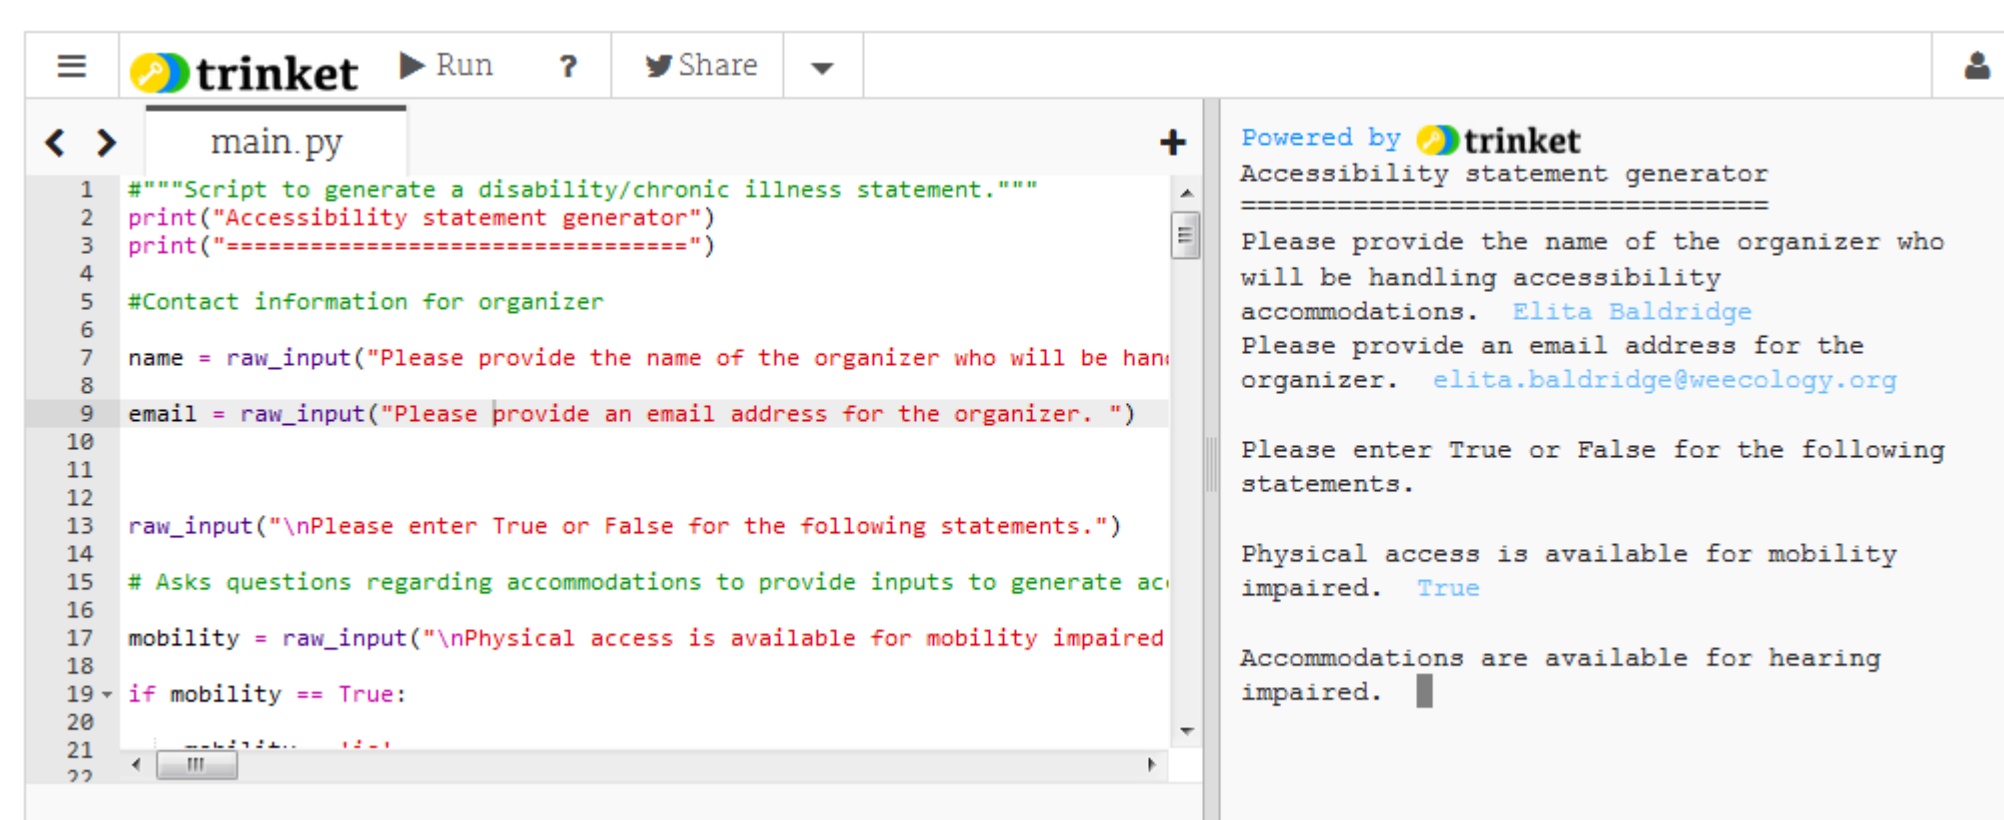 trinket Run ? Share
main.py
1 #"""Script to generate a disability/chronic illness statement."""
2 print("Accessibility statement generator")
3 print("=================================")
4
5 #Contact information for organizer
6
7 name = raw_input("Please provide the name of the organizer who will be han
8
9 email = raw_input("Please provide an email address for the organizer. ")
10
11
12
13 raw_input("\nPlease enter True or False for the following statements.")
14
15 # Asks questions regarding accommodations to provide inputs to generate ac
16
17 mobility = raw_input("\nPhysical access is available for mobility impaired
18
19 if mobility == True:
20
21
22
Powered by trinket
Accessibility statement generator
=================================
Please provide the name of the organizer who
will be handling accessibility
accommodations. Elita Baldridge
Please provide an email address for the
organizer. elita.baldridge@weecology.org
Please enter True or False for the following
statements.
Physical access is available for mobility
impaired. True
Accommodations are available for hearing
impaired.